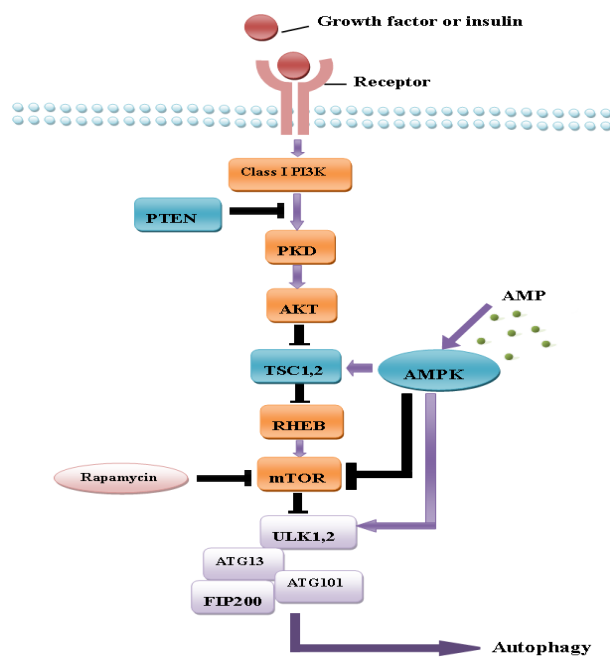 Growth factor or insulin
Receptor
Class I PI3K
PTEN
PKD
AMP
AKT
TSC1,2
AMPK
RHEB
Rapamycin
mTOR
ULK1,2
ATG13
ATG101
FIP200
Autophagy